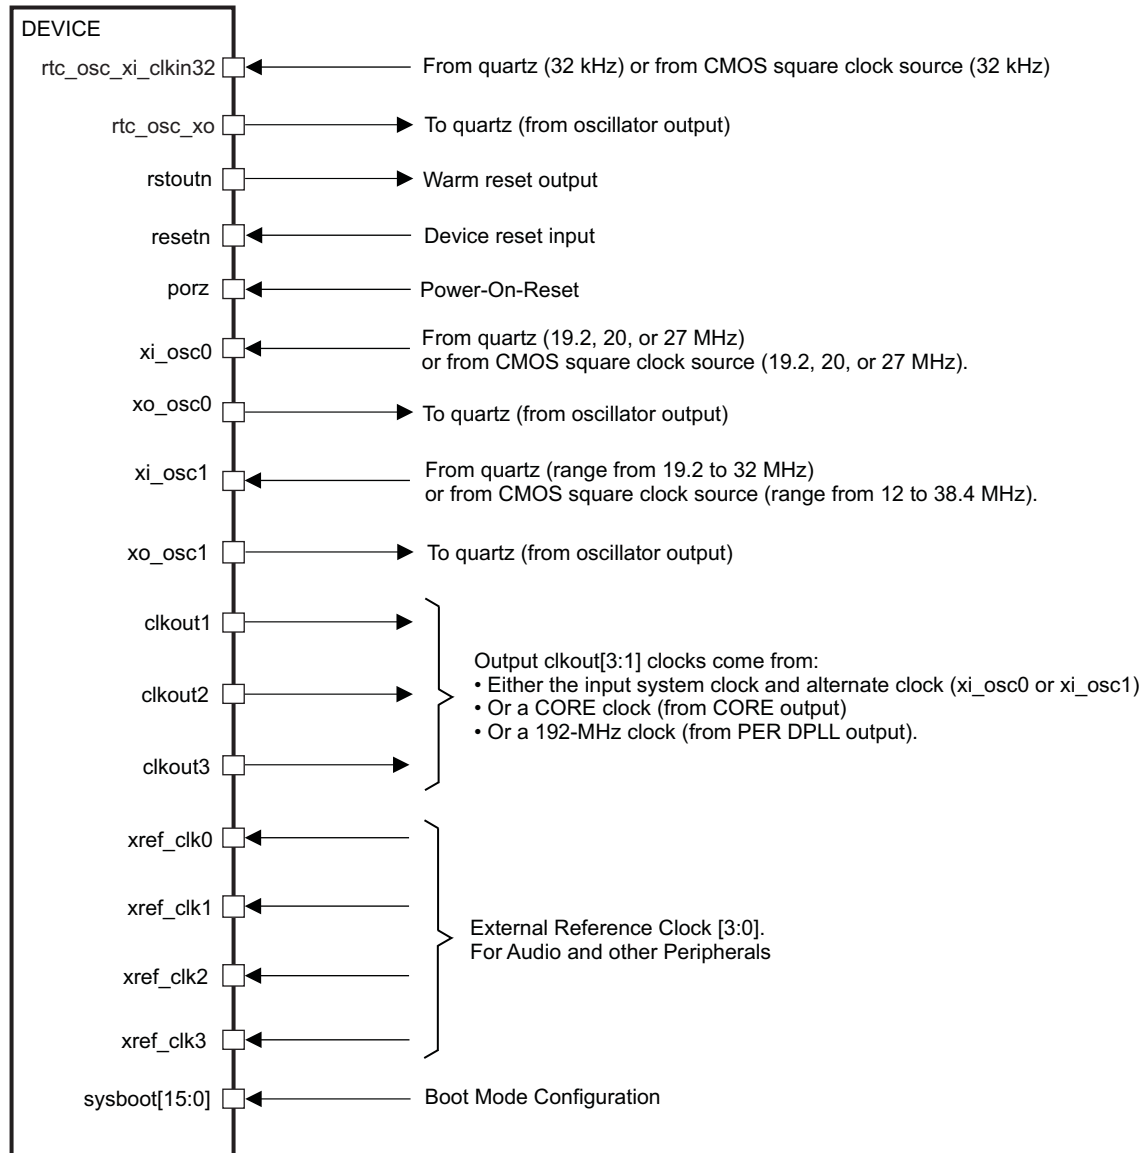 DEVICE
rtc_osc_xi_clkin32
From quartz (32 kHz) or from CMOS square clock source (32 kHz)
rtc_osc_xo
To quartz (from oscillator output)
rstoutn
Warm reset output
resetn
Device reset input
porz
Power-On-Reset
xi_osc0
From quartz (19.2, 20, or 27 MHz)
or from CMOS square clock source (19.2, 20, or 27 MHz).
xo_osc0
To quartz (from oscillator output)
xi_osc1
From quartz (range from 19.2 to 32 MHz)
or from CMOS square clock source (range from 12 to 38.4 MHz).
xo_osc1
To quartz (from oscillator output)
clkout1
clkout2
clkout3
Output clkout[3:1] clocks come from:
• Either the input system clock and alternate clock (xi_osc0 or xi_osc1)
• Or a CORE clock (from CORE output)
• Or a 192-MHz clock (from PER DPLL output).
xref_clk0
xref_clk1
xref_clk2
xref_clk3
External Reference Clock [3:0].
For Audio and other Peripherals
sysboot[15:0]
Boot Mode Configuration